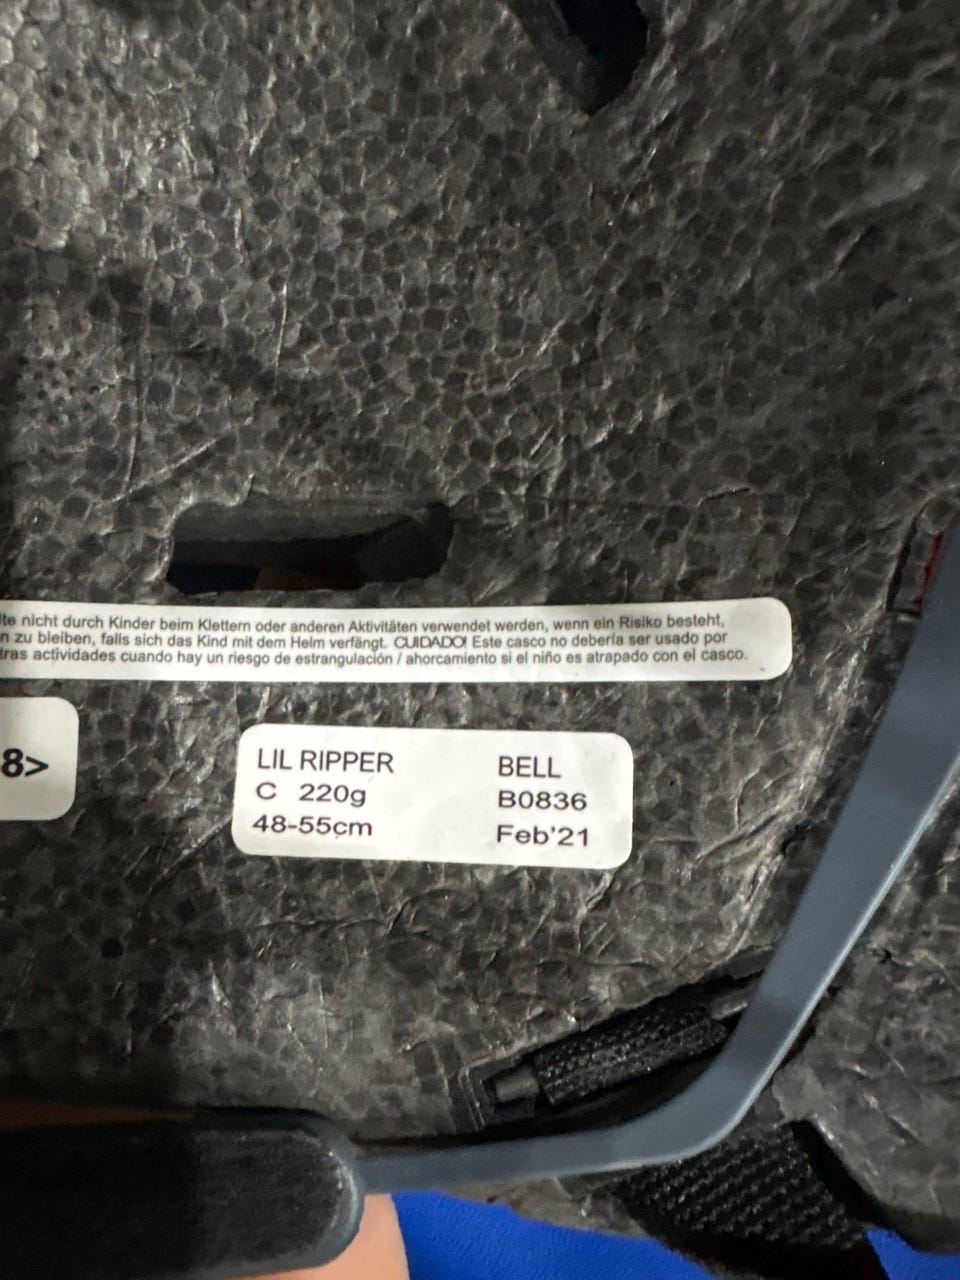 nicht durch Kinder beim Klettern oder anderen Aktivitäten verwendet werden, wenn ein Risiko besteht,
zu bleiben, falls sich das Kind mit dem Helm verfängt. CUIDADO! Este casco no debería ser usado por
actividades cuando hay un riesgo de estrangulación / ahorcamiento si el niño es atrapado con el casco.
8>
LIL RIPPER BELL
C 220g B0836
48-55cm Feb'21